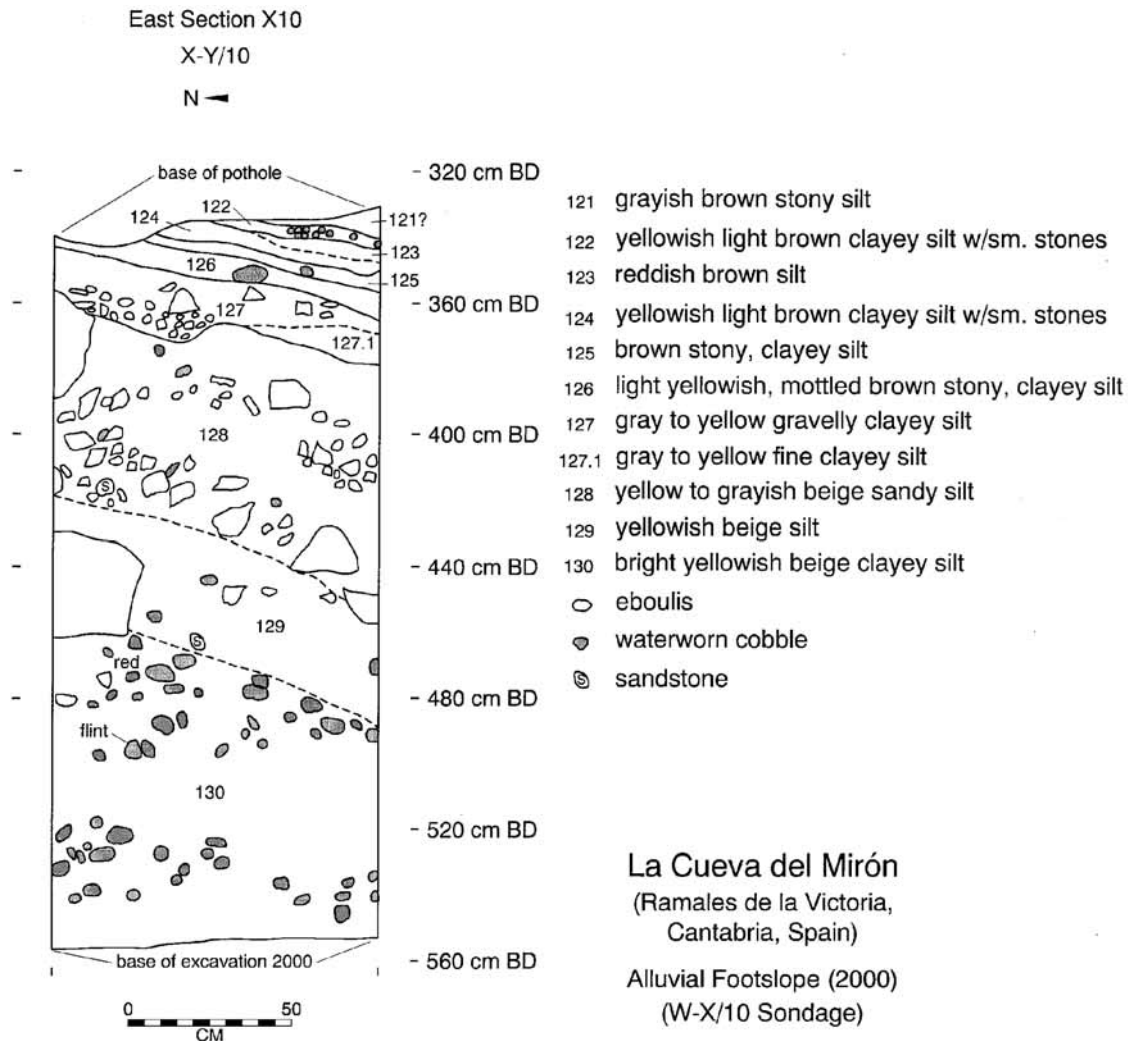 East Section X10
X-Y/10
N
- 320 cm BD
base of pothole
124
122
121?
123
126
125
- 360 cm BD
127
127.1
128
- 400 cm BD
S
- 440 cm BD
129
S
red
- 480 cm BD
flint
130
- 520 cm BD
base of excavation 2000
- 560 cm BD
0 50
CM
121 grayish brown stony silt
122 yellowish light brown clayey silt w/sm. stones
123 reddish brown silt
124 yellowish light brown clayey silt w/sm. stones
125 brown stony, clayey silt
126 light yellowish, mottled brown stony, clayey silt
127 gray to yellow gravelly clayey silt
127.1 gray to yellow fine clayey silt
128 yellow to grayish beige sandy silt
129 yellowish beige silt
130 bright yellowish beige clayey silt
eboulis
waterworn cobble
S sandstone
La Cueva del Mirón
(Ramales de la Victoria,
Cantabria, Spain)
Alluvial Footslope (2000)
(W-X/10 Sondage)